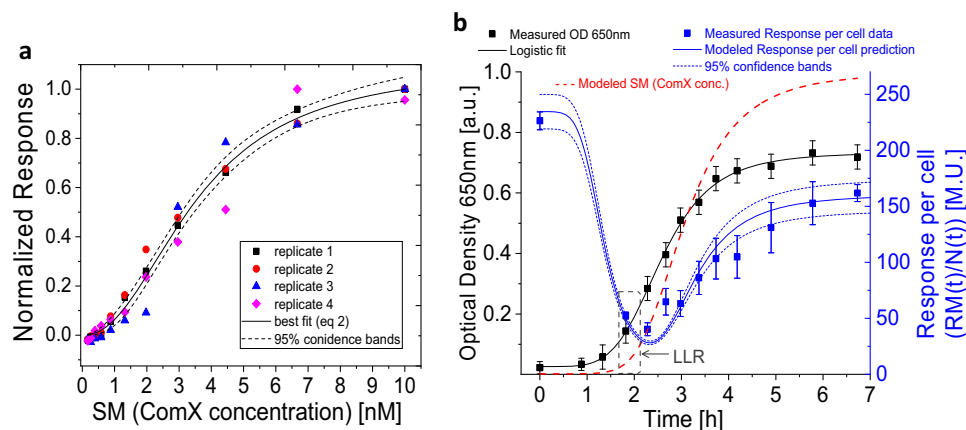 a
Normalized Response
1.0
0.8
0.6
0.4
0.2
0.0
0 1 2 3 4 5 6 7 8 9 10
SM (ComX concentration) [nM]
replicate 1
replicate 2
replicate 3
replicate 4
best fit (eq 2)
95% conidence bands
b
Measured OD 650nm
Logistic fit
Measured Response per cell data
Modeled Response per cell prediction
95% confidence bands
Modeled SM (ComX conc.)
Optical Density 650nm [a.u.]
1.0
0.8
0.6
0.4
0.2
0.0
0 1 2 3 4 5 6 7
Time [h]
LLR
250
200
150
100
50
0
Response per cell
(RM(t)/N(t)) [M.U.]